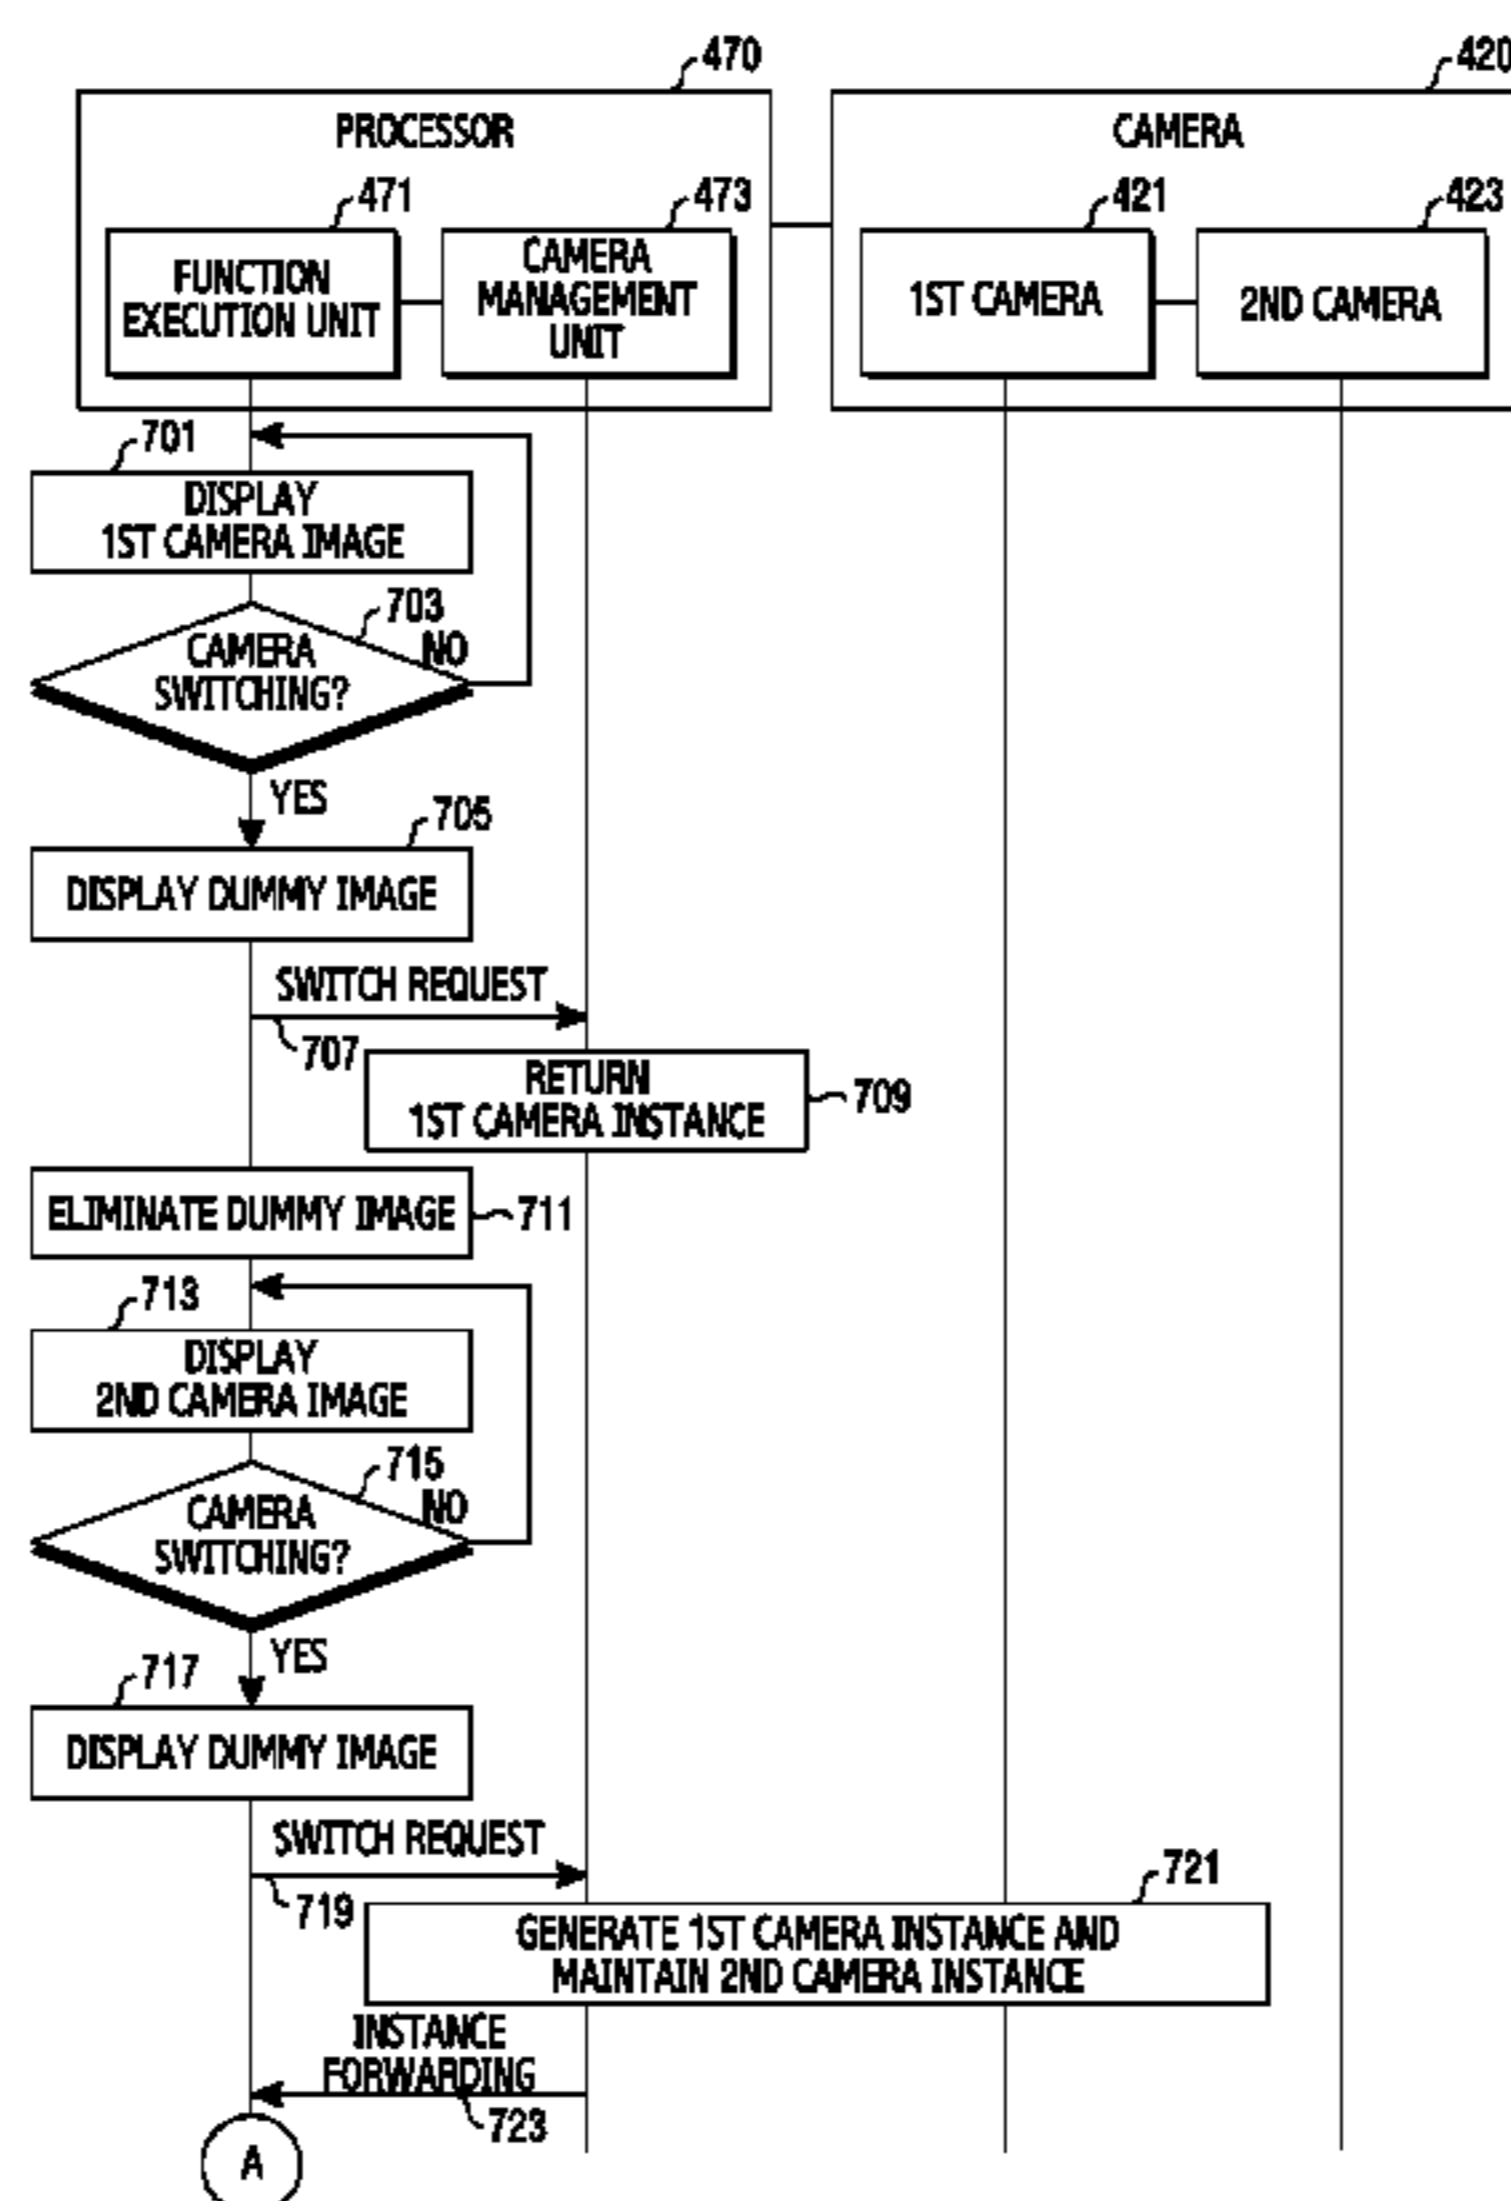 470
420
PROCESSOR
CAMERA
471
473
421
423
FUNCTION
EXECUTION UNIT
CAMERA
MANAGEMENT
UNIT
1ST CAMERA
2ND CAMERA
701
DISPLAY
1ST CAMERA IMAGE
703
NO
CAMERA
SWITCHING?
YES
705
DISPLAY DUMMY IMAGE
SWITCH REQUEST
707
RETURN
1ST CAMERA INSTANCE
709
ELIMINATE DUMMY IMAGE
711
713
DISPLAY
2ND CAMERA IMAGE
715
NO
CAMERA
SWITCHING?
YES
717
DISPLAY DUMMY IMAGE
SWITCH REQUEST
719
721
GENERATE 1ST CAMERA INSTANCE AND
MAINTAIN 2ND CAMERA INSTANCE
INSTANCE
FORWARDING
723
A